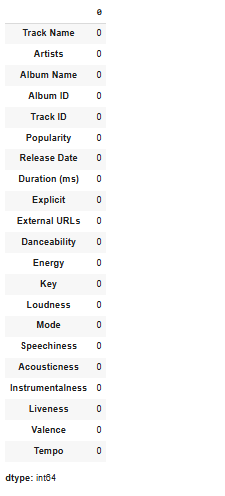 0
Track Name 0
Artists 0
Album Name 0
Album ID 0
Track ID 0
Popularity 0
Release Date 0
Duration (ms) 0
Explicit 0
External URLs 0
Danceability 0
Energy 0
Key 0
Loudness 0
Mode 0
Speechiness 0
Acousticness 0
Instrumentalness 0
Liveness 0
Valence 0
Tempo 0
dtype: int64